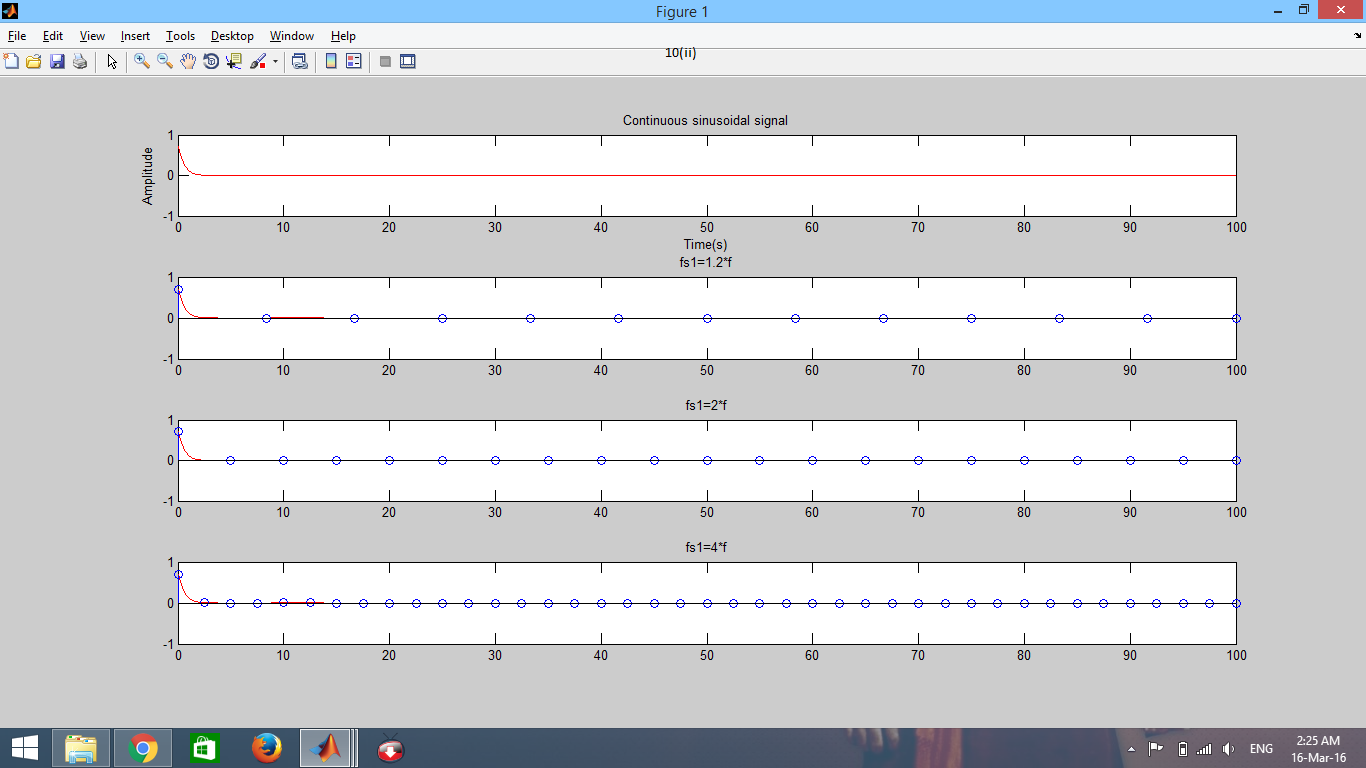 Figure 1
File Edit View Insert Tools Desktop Window Help
10(ii)
Continuous sinusoidal signal
1
0
-1
Amplitude
0 10 20 30 40 50 60 70 80 90 100
Time(s)
fs1=1.2*f
1
0
-1
0 10 20 30 40 50 60 70 80 90 100
fs1=2*f
1
0
-1
0 10 20 30 40 50 60 70 80 90 100
fs1=4*f
1
0
-1
0 10 20 30 40 50 60 70 80 90 100
ENG
2:25 AM
16-Mar-16